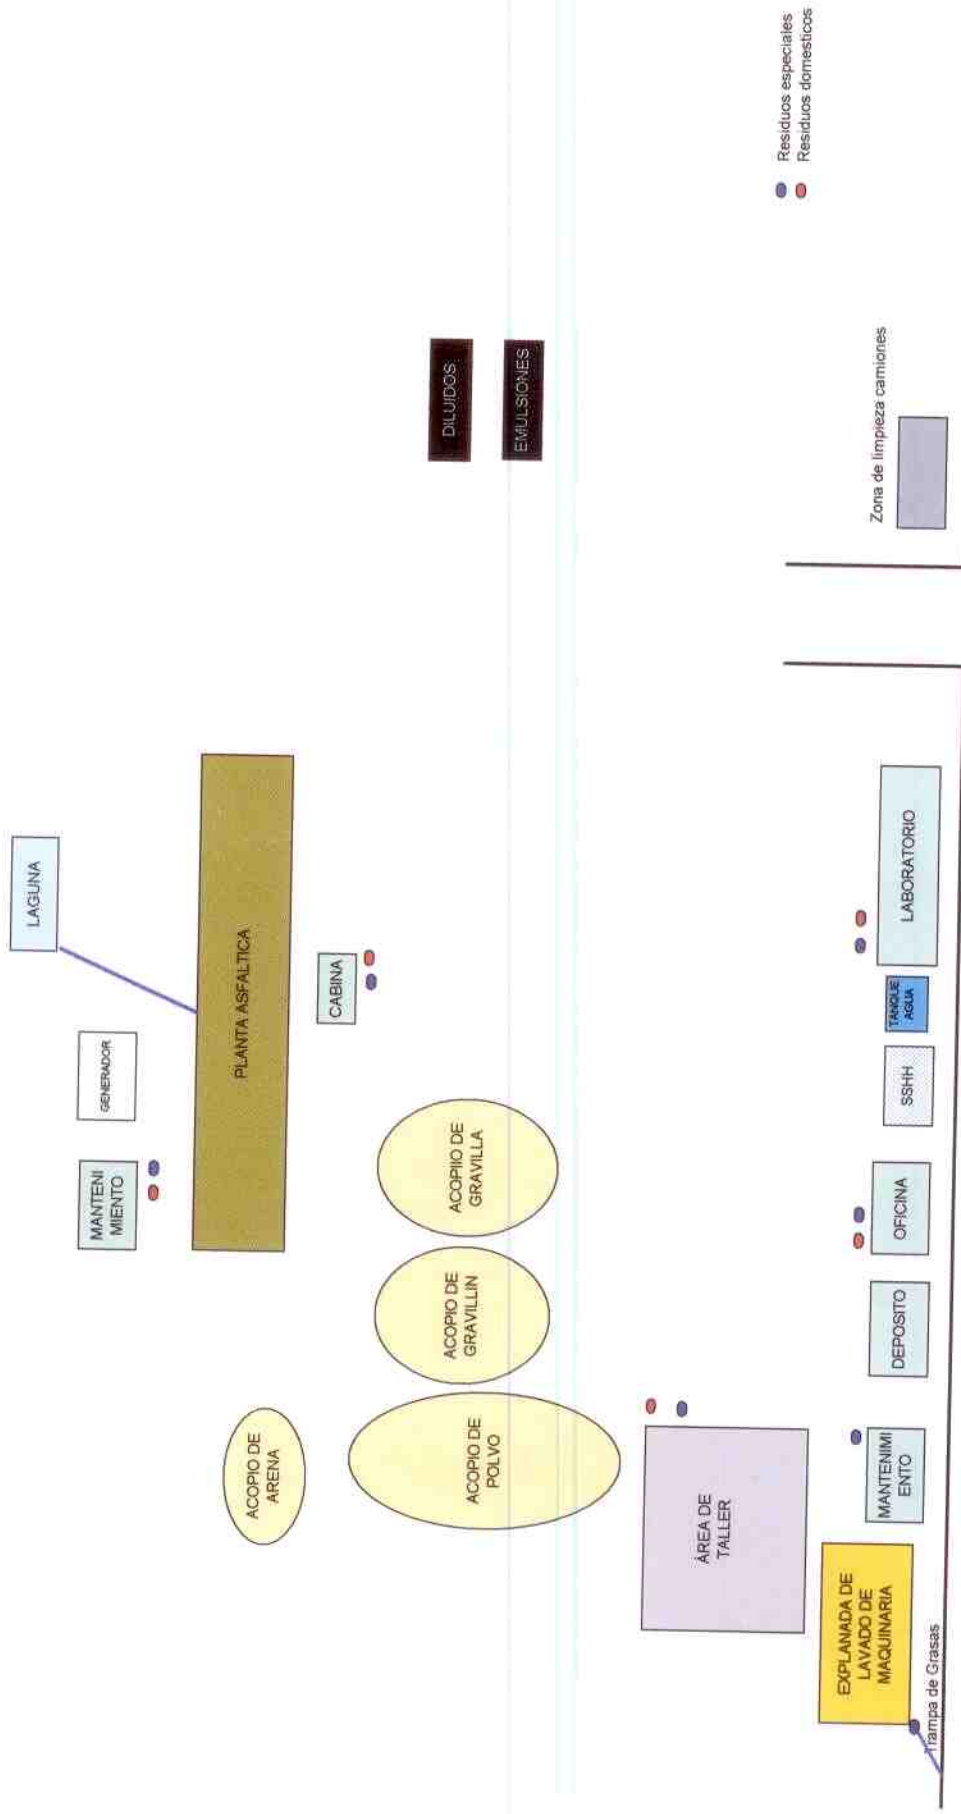 LAGUNA
GENERADOR
MANTENI
MIENTO
PLANTA ASFALTICA
CABINA
ACOPIO DE
ARENA
ACOPIO DE
POLVO
ACOPIO DE
GRAVILLIN
ACOPIIO DE
GRAVILLA
DILUIDOS
EMULSIONES
ÁREA DE
TALLER
EXPLANADA DE
LAVADO DE
MAQUINARIA
Trampa de Grasas
MANTENIMI
ENTO
DEPOSITO
OFICINA
SSHH
TANQUE
AGUA
LABORATORIO
Zona de limpieza camiones
Residuos especiales
Residuos domesticos